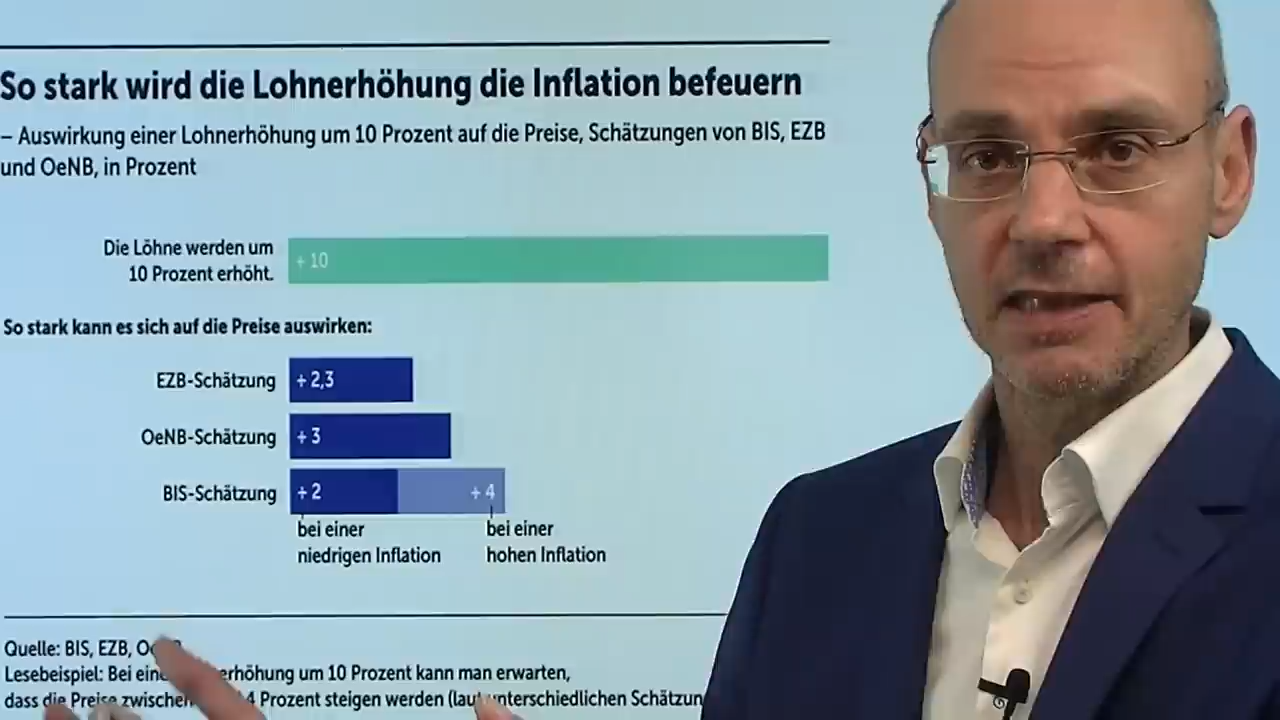 So stark wird die Lohnerhöhung die Inflation befeuern
– Auswirkung einer Lohnerhöhung um 10 Prozent auf die Preise, Schätzungen von BIS, EZB
und OeNB, in Prozent
Die Löhne werden um
10 Prozent erhöht.
+ 10
So stark kann es sich auf die Preise auswirken:
EZB-Schätzung + 2,3
OeNB-Schätzung + 3
BIS-Schätzung + 2 + 4
bei einer
niedrigen Inflation
bei einer
hohen Inflation
Quelle: BIS, EZB,
Lesebeispiel: Bei um 10 Prozent kann man erwarten,
dass die Preise zwischen 4 Prozent steigen werden